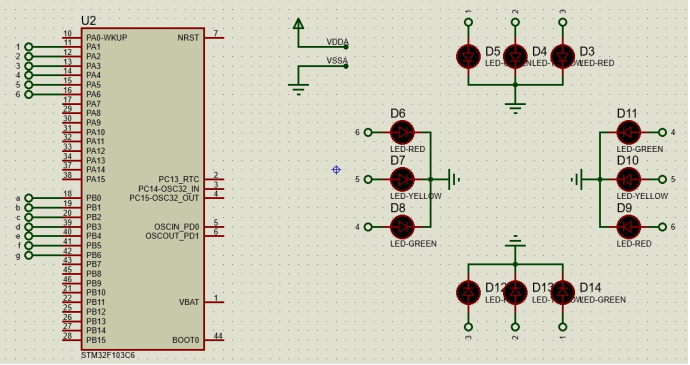 U2
10 PA0-WKUP NRST 7
1 11 PA1
2 12 PA2
3 13 PA3
4 14 PA4
5 15 PA5
6 16 PA6
17 PA7
29 PA8
30 PA9
31 PA10
32 PA11
33 PA12
34 PA13
37 PA14
38 PA15
PC13_RTC 2
PC14-OSC32_IN 3
PC15-OSC32_OUT 4
a 18 PB0
b 19 PB1
c 20 PB2
d 39 PB3
e 40 PB4
f 41 PB5
g 42 PB6
43 PB7
45 PB8
46 PB9
21 PB10
22 PB11
25 PB12
26 PB13
27 PB14
28 PB15
OSCIN_PD0 5
OSCOUT_PD1 6
VBAT 1
BOOT0 44
STM32F103C6
VDDA
VSSA
1 2 3
D5 D4 D3
LED-RED
6 D6
LED-RED
5 D7
LED-YELLOW
4 D8
LED-GREEN
D11 4
LED-GREEN
D10 5
LED-YELLOW
D9 6
LED-RED
D12 D13 D14
LED-GREEN
3 2 1